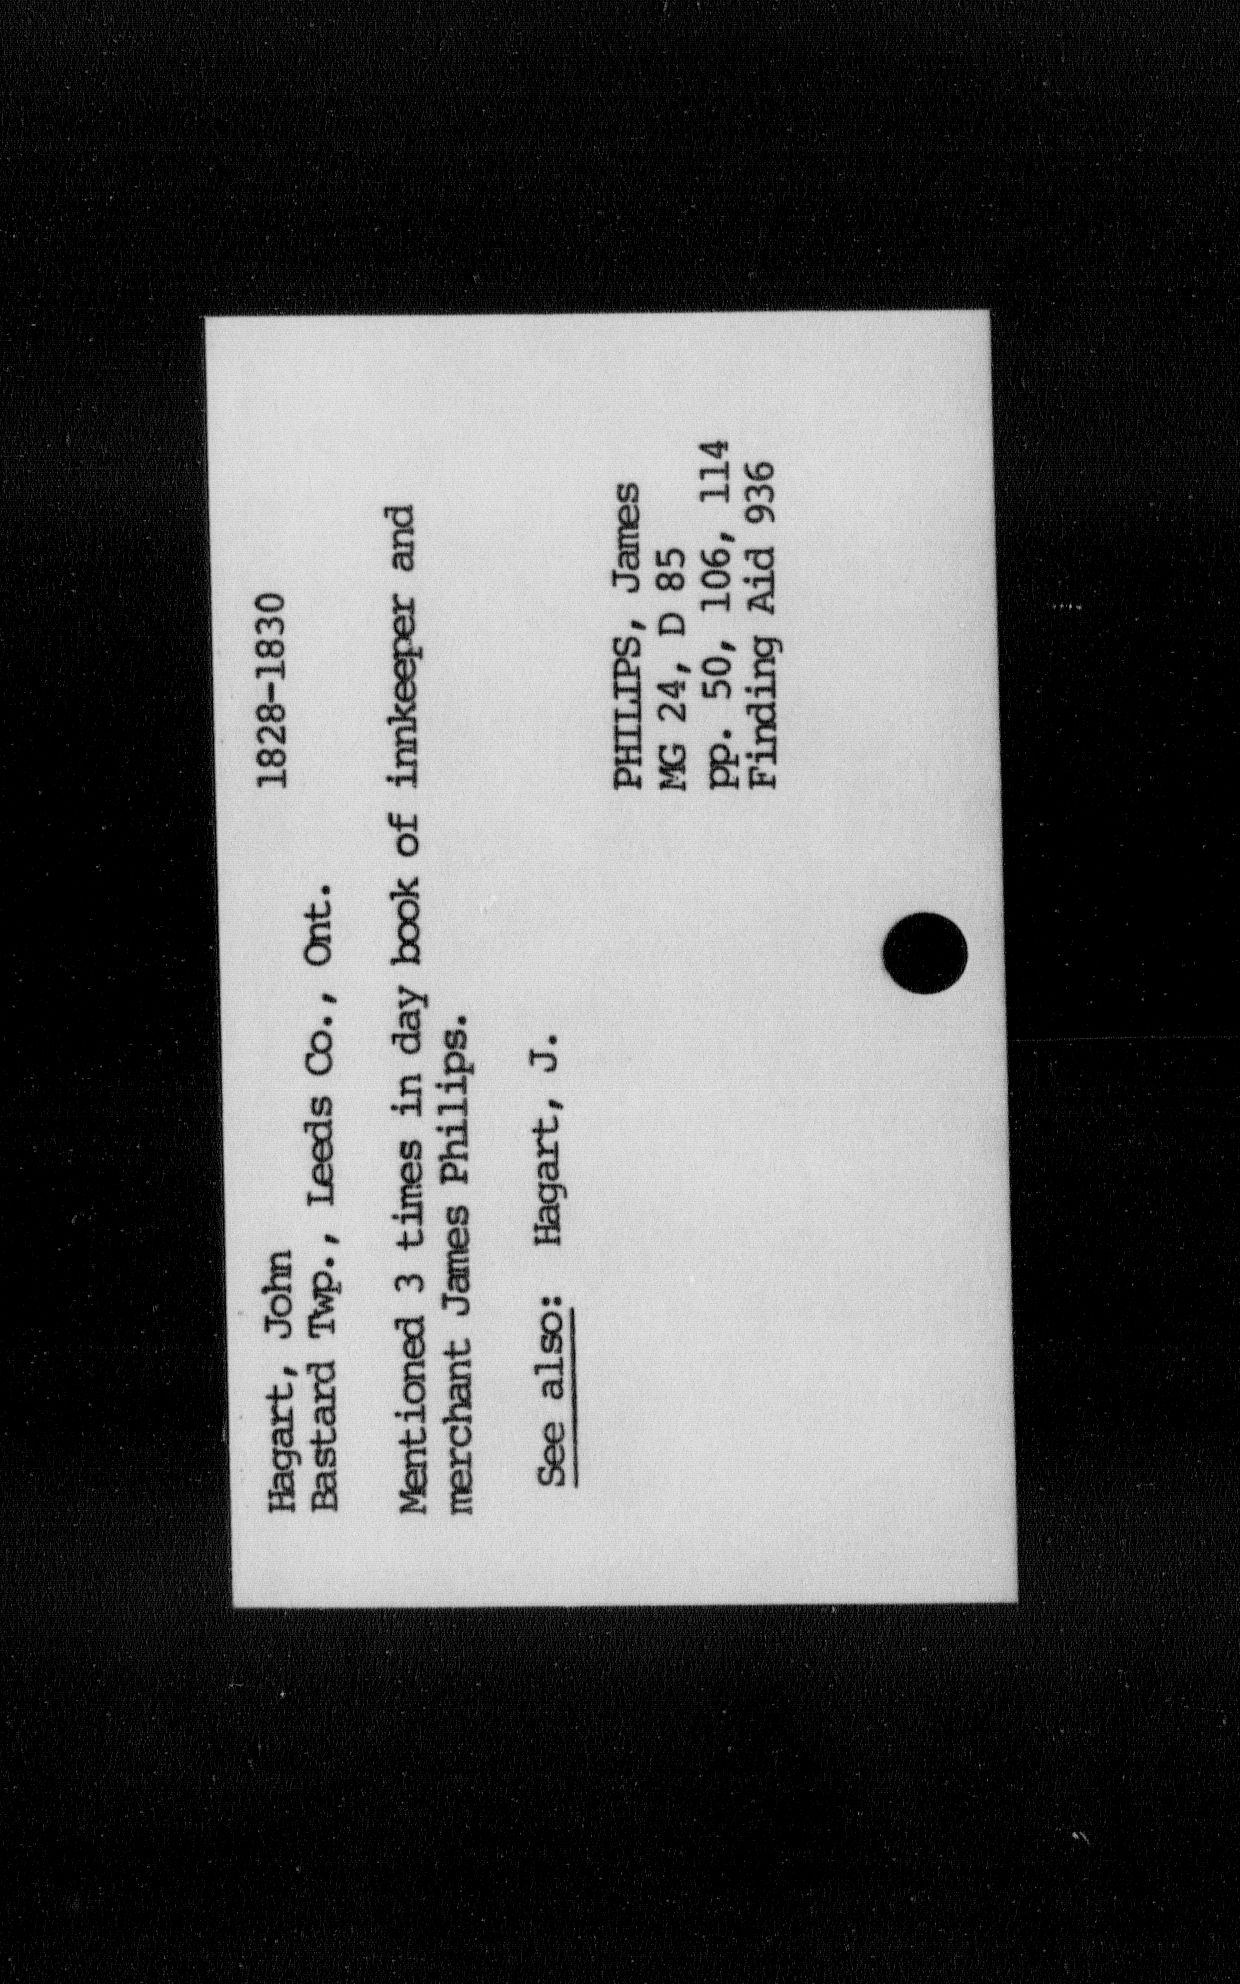 Hagart, John 1828-1830
Bastard Twp., Leeds Co., Ont.
Mentioned 3 times in day book of innkeeper and
merchant James Philips.
See also: Hagart, J.
PHILIPS, James
MG 24, D 85
pp. 50, 106, 114
Finding Aid 936